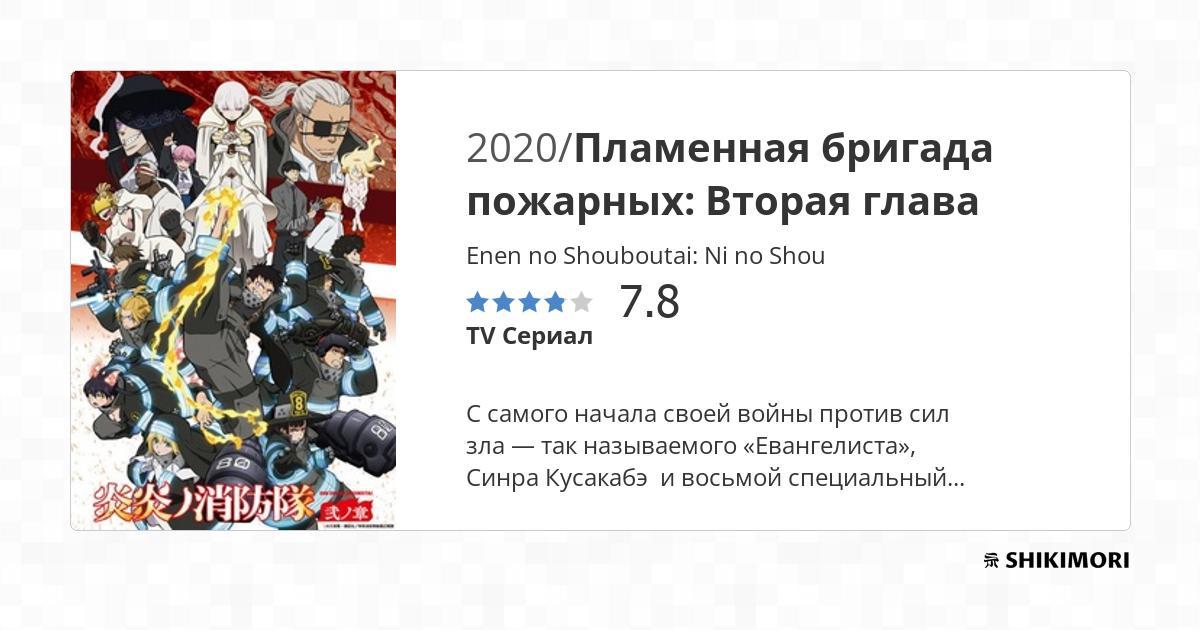 2020/Пламенная бригада
пожарных: Вторая глава
Enen no Shouboutai: Ni no Shou
7.8
TV Сериал
С самого начала своей войны против сил
зла — так называемого «Евангелиста»,
Синра Кусакабэ и восьмой специальный...
8
8
炎炎ノ消防隊
弐ノ章
SHIKIMORI